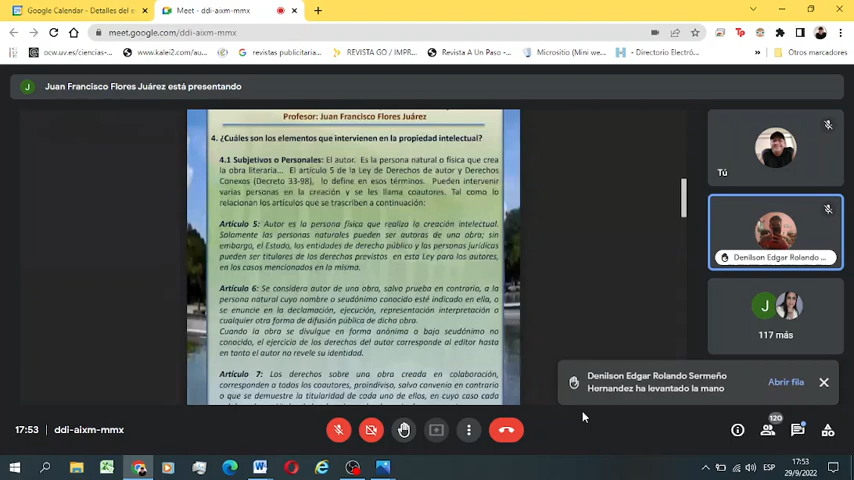 Google Calendar - Detalles del e
Meet - ddi-aixm-mmx
meet.google.com/ddi-aixm-mmx
ocw.uv.es/ciencias-...
www.kalei2.com/au...
revistas publicitaria...
REVISTA GO / IMPR...
Revista A Un Paso -...
Micrositio (Mini we...
- Directorio Electró...
Otros marcadores
J
Juan Francisco Flores Juárez está presentando
Profesor: Juan Francisco Flores Juárez
4. ¿Cuáles son los elementos que intervienen en la propiedad intelectual?
4.1 Subjetivos o Personales: El autor. Es la persona natural o física que crea
la obra literaria... El artículo 5 de la Ley de Derechos de autor y Derechos
Conexos (Decreto 33-98), lo define en esos términos. Pueden intervenir
varias personas en la creación y se les llama coautores. Tal como lo
relacionan los artículos que se trascriben a continuación:
Artículo 5: Autor es la persona física que realiza la creación intelectual.
Solamente las personas naturales pueden ser autoras de una obra; sin
embargo, el Estado, las entidades de derecho público y las personas jurídicas
pueden ser titulares de los derechos previstos en esta Ley para los autores,
en los casos mencionados en la misma.
Artículo 6: Se considera autor de una obra, salvo prueba en contrario, a la
persona natural cuyo nombre o seudónimo conocido esté indicado en ella, o
se enuncie en la declamación, ejecución, representación interpretación o
cualquier otra forma de difusión pública de dicha obra.
Cuando la obra se divulgue en forma anónima o bajo seudónimo no
conocido, el ejercicio de los derechos del autor corresponde al editor hasta
en tanto el autor no revele su identidad.
Artículo 7: Los derechos sobre una obra creada en colaboración,
corresponden a todos los coautores, proindiviso, salvo convenio en contrario
o que se demuestre la titularidad de cada uno de ellos, en cuyo caso cada
Tú
Denilson Edgar Rolando ...
J
117 más
Denilson Edgar Rolando Sermeño
Hernandez ha levantado la mano
Abrir fila
17:53
ddi-aixm-mmx
120
ESP
17:53
29/9/2022